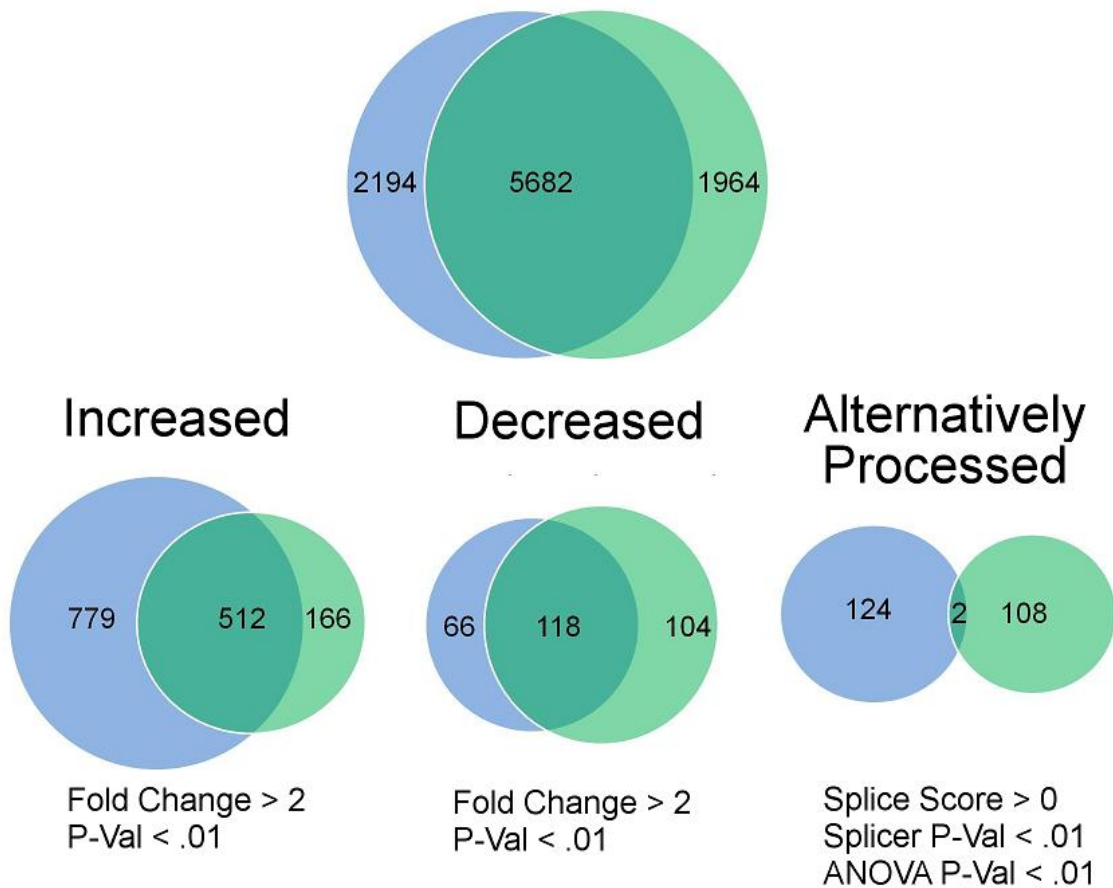 2194 5682 1964
Increased
Decreased
Alternatively
Processed
779 512 166
66 118 104
124 2 108
Fold Change > 2
P-Val < .01
Fold Change > 2
P-Val < .01
Splice Score > 0
Splicer P-Val < .01
ANOVA P-Val < .01